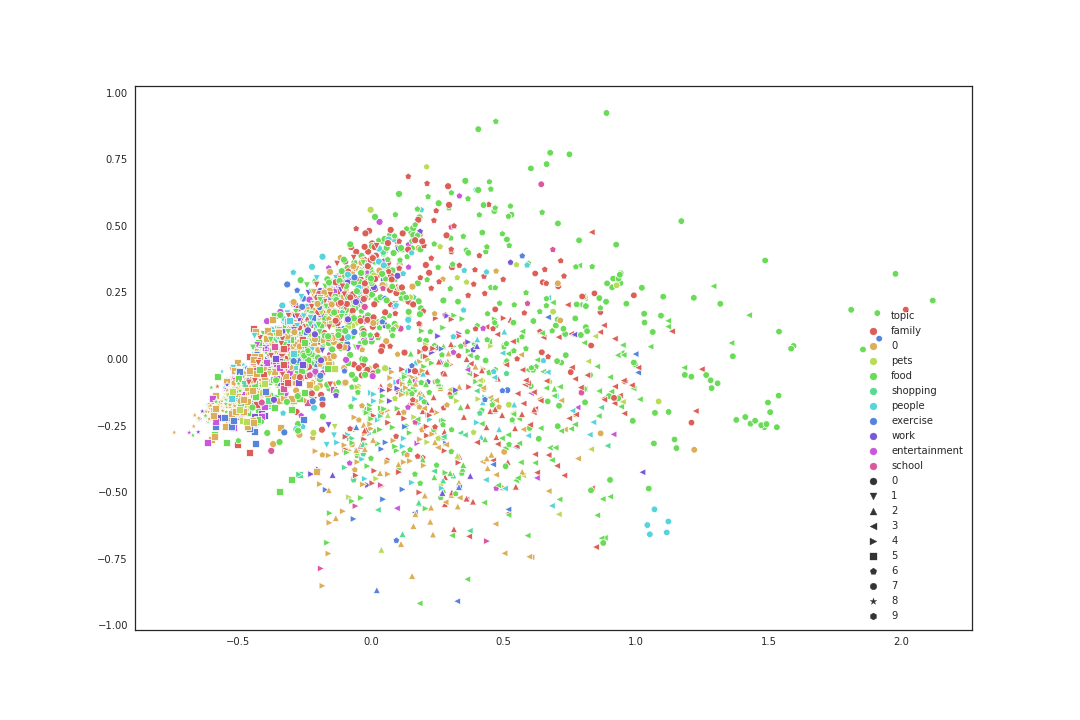 1.00
0.75
0.50
0.25
0.00
−0.25
−0.50
−0.75
−1.00
−0.5
0.0
0.5
1.0
1.5
2.0
topic
family
0
pets
food
shopping
people
exercise
work
entertainment
school
0
1
2
3
4
5
6
7
8
9